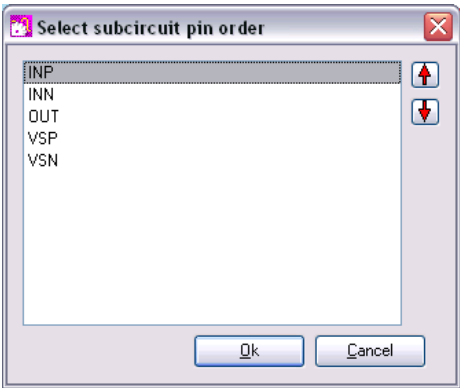 Select subcircuit pin order
INP
INN
OUT
VSP
VSN
Ok
Cancel